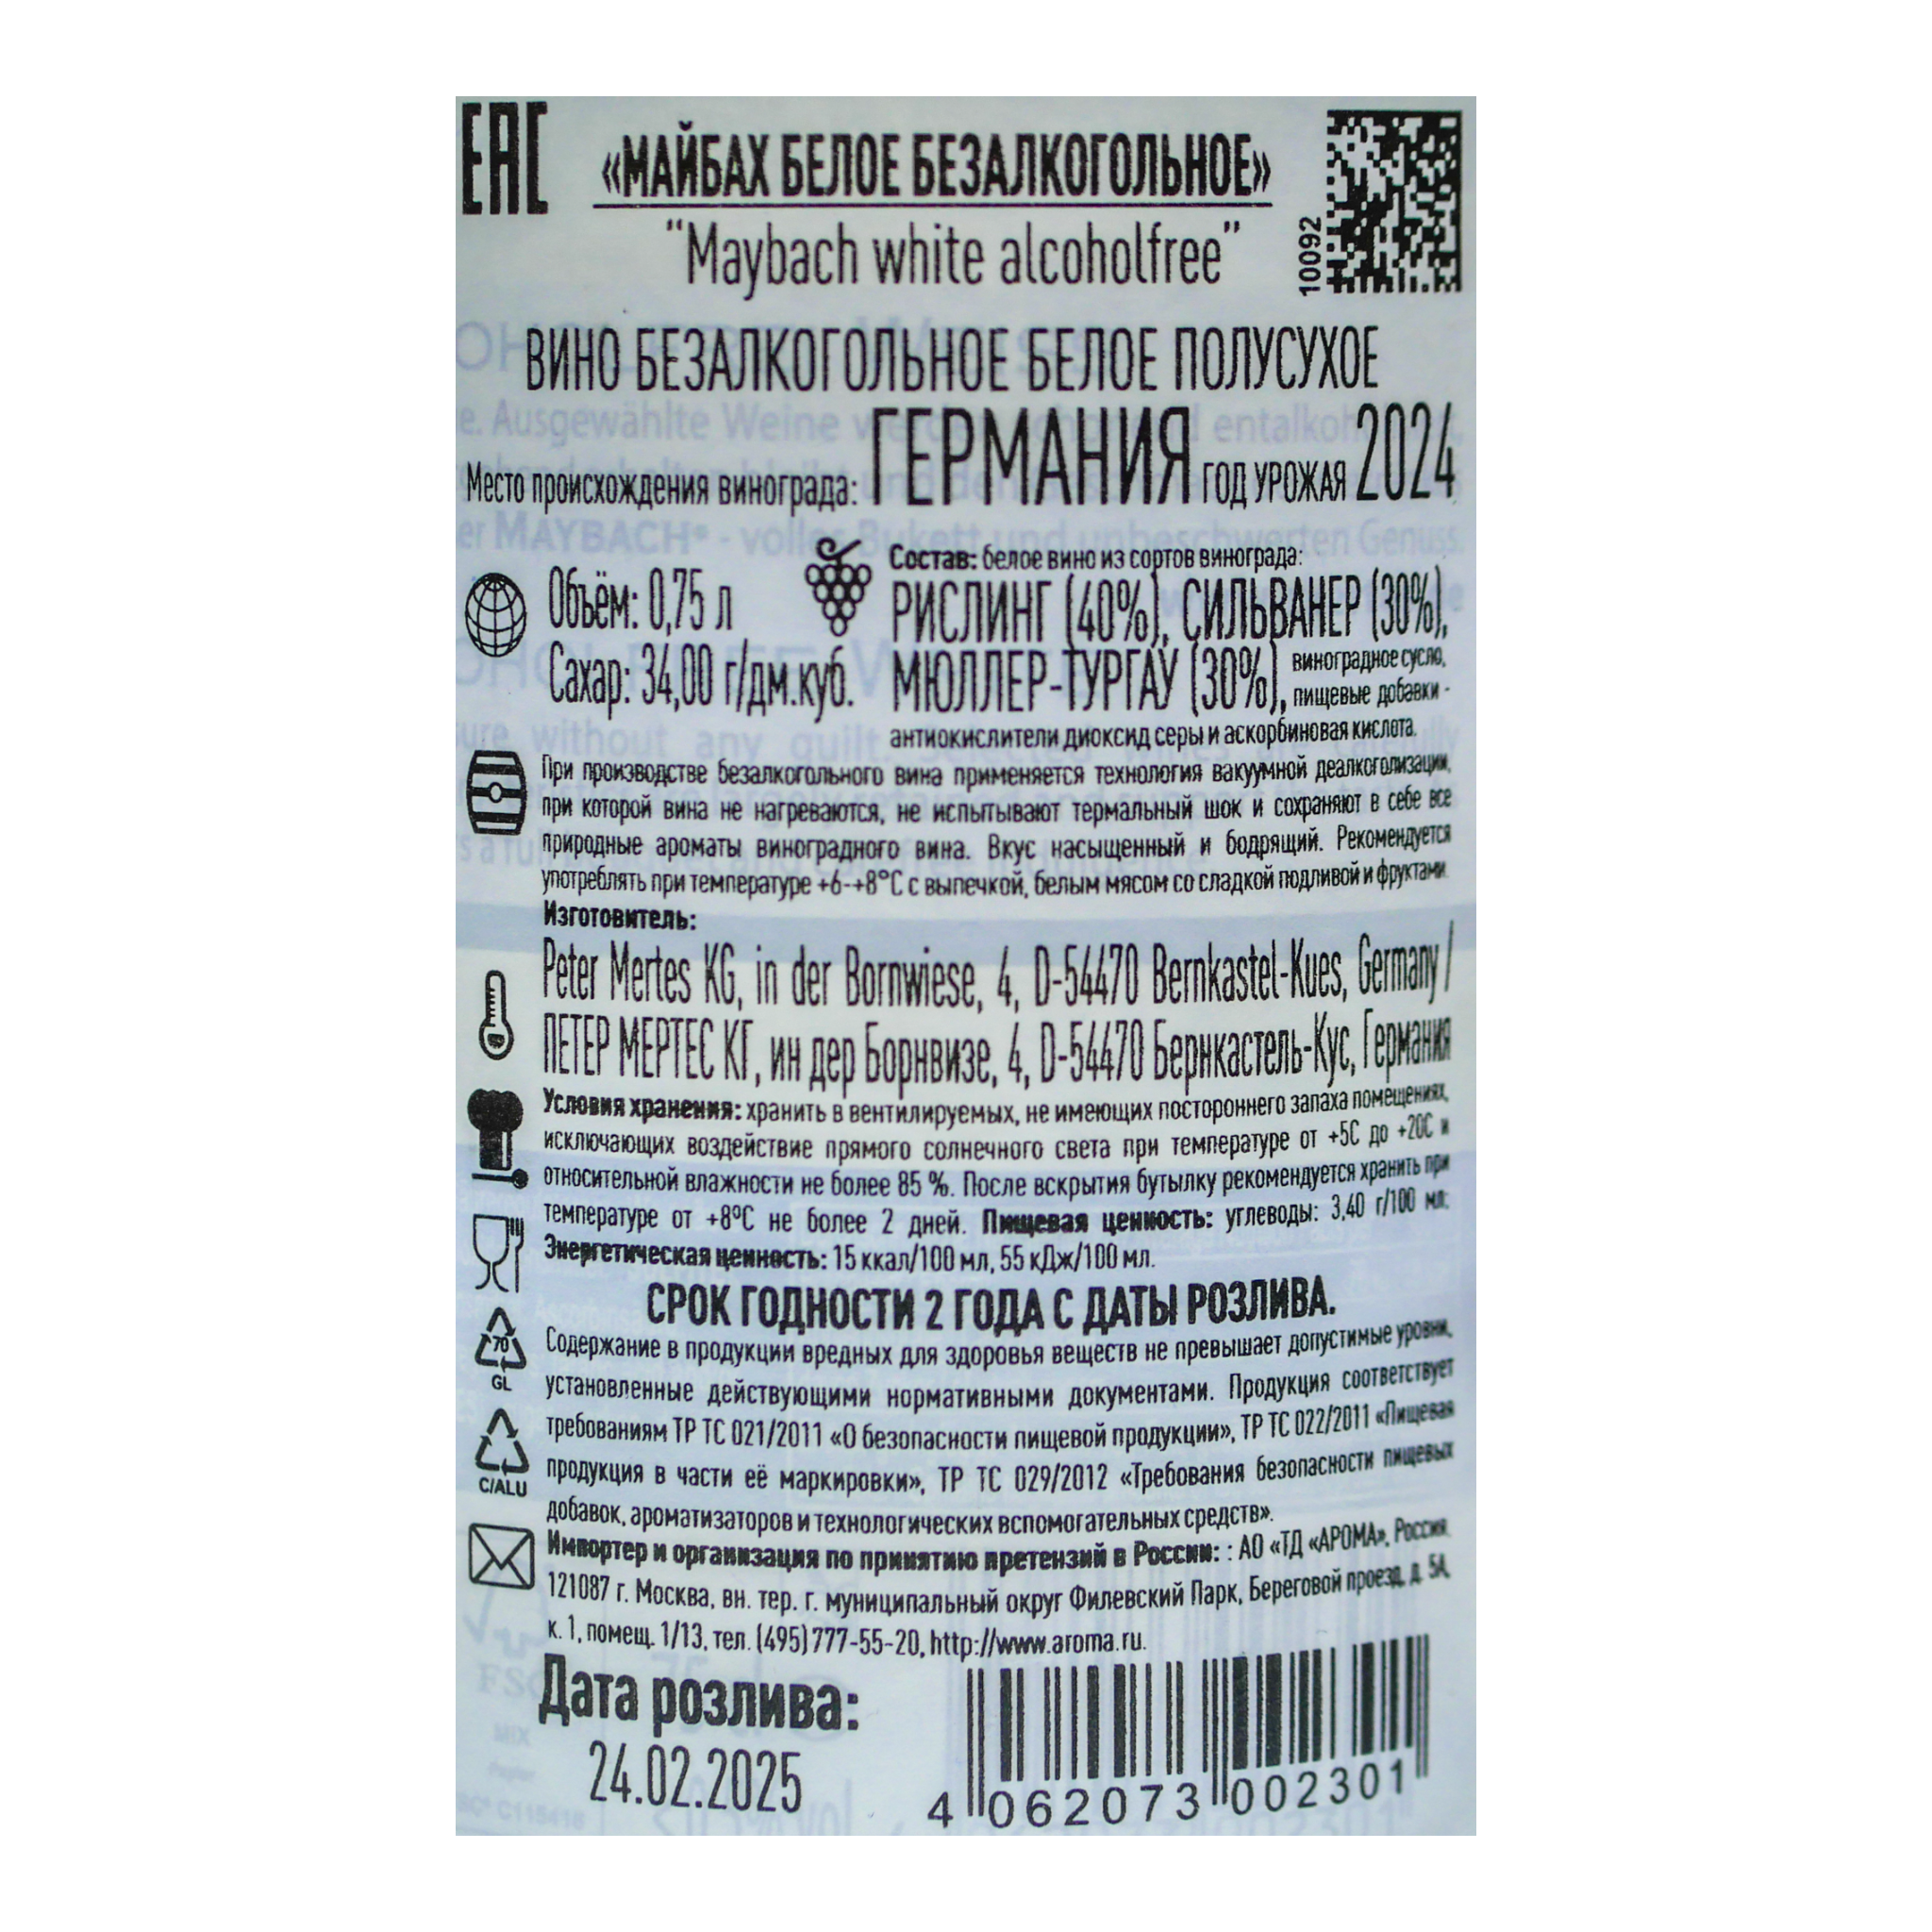 ЕАС
«МАЙБАХ БЕЛОЕ БЕЗАЛКОГОЛЬНОЕ»
“Maybach white alcoholfree”
10092
ВИНО БЕЗАЛКОГОЛЬНОЕ БЕЛОЕ ПОЛУСУХОЕ
Место происхождения винограда: ГЕРМАНИЯ ГОД УРОЖАЯ 2024
Объём: 0,75 л
Сахар: 34,00 г/дм.куб.
Состав: белое вино из сортов винограда:
РИСЛИНГ (40%), СИЛЬВАНЕР (30%),
МЮЛЛЕР-ТУРГАУ (30%), виноградное сусло,
пищевые добавки -
антиокислители диоксид серы и аскорбиновая кислота.
При производстве безалкогольного вина применяется технология вакуумной деалкоголизации,
при которой вина не нагреваются, не испытывают термальный шок и сохраняют в себе все
природные ароматы виноградного вина. Вкус насыщенный и бодрящий. Рекомендуется
употреблять при температуре +6-+8°С с выпечкой, белым мясом со сладкой подливой и фруктами.
Изготовитель:
Peter Mertes KG, in der Bornwiese, 4, D-54470 Bernkastel-Kues, Germany /
ПЕТЕР МЕРТЕС КГ, ин дер Борнвизе, 4, D-54470 Бернкастель-Кус, Германия
Условия хранения: хранить в вентилируемых, не имеющих постороннего запаха помещениях,
исключающих воздействие прямого солнечного света при температуре от +5С до +20С и
относительной влажности не более 85 %. После вскрытия бутылку рекомендуется хранить при
температуре от +8°С не более 2 дней. Пищевая ценность: углеводы: 3,40 г/100 мл;
Энергетическая ценность: 15 ккал/100 мл, 55 кДж/100 мл.
СРОК ГОДНОСТИ 2 ГОДА С ДАТЫ РОЗЛИВА.
70
GL
Содержание в продукции вредных для здоровья веществ не превышает допустимые уровни,
установленные действующими нормативными документами. Продукция соответствует
требованиям ТР ТС 021/2011 «О безопасности пищевой продукции», ТР ТС 022/2011 «Пищевая
продукция в части её маркировки», ТР ТС 029/2012 «Требования безопасности пищевых
добавок, ароматизаторов и технологических вспомогательных средств».
C/ALU
Импортер и организация по принятию претензий в России: : АО «ТД «АРОМА», Россия,
121087 г. Москва, вн. тер. г. муниципальный округ Филевский Парк, Береговой проезд, д. 5А,
к. 1, помещ. 1/13, тел. (495) 777-55-20, http://www.aroma.ru.
Дата розлива:
24.02.2025
4 062073 002301